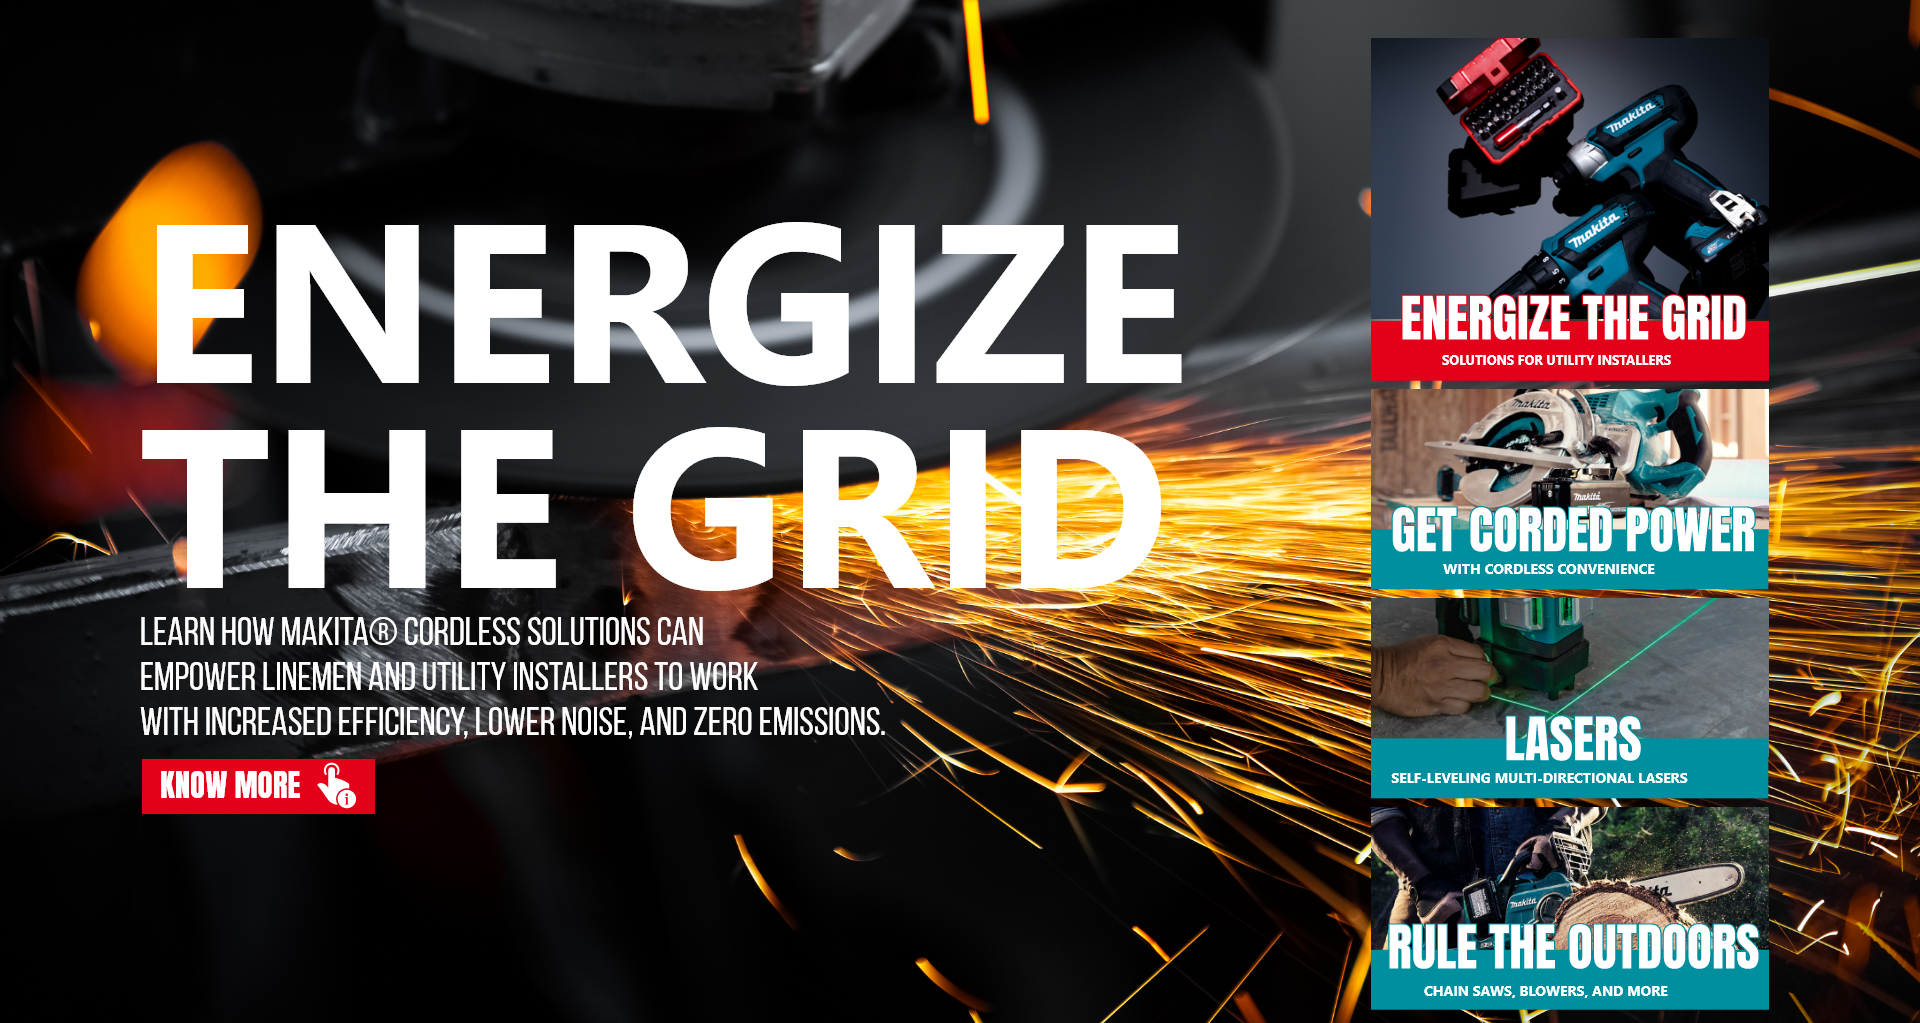 ENERGIZE
THE GRID
LEARN HOW MAKITA® CORDLESS SOLUTIONS CAN
EMPOWER LINEMEN AND UTILITY INSTALLERS TO WORK
WITH INCREASED EFFICIENCY, LOWER NOISE, AND ZERO EMISSIONS.
KNOW MORE
makita
makita
ENERGIZE THE GRID
SOLUTIONS FOR UTILITY INSTALLERS
makita
makita
GET CORDED POWER
WITH CORDLESS CONVENIENCE
LASERS
SELF-LEVELING MULTI-DIRECTIONAL LASERS
makita
RULE THE OUTDOORS
CHAIN SAWS, BLOWERS, AND MORE